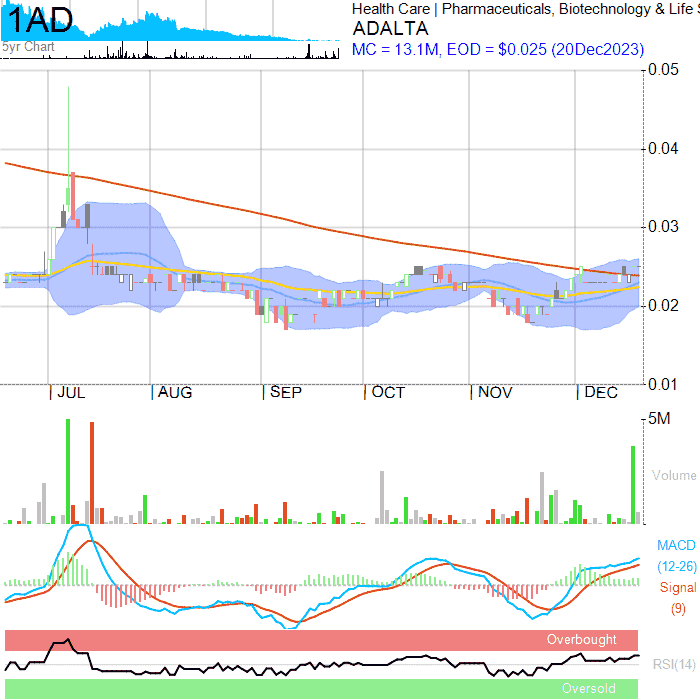 1AD
5yr Chart
Health Care | Pharmaceuticals, Biotechnology & Life S
ADALTA
MC = 13.1M, EOD = $0.025 (20Dec2023)
0.05
0.04
0.03
0.02
0.01
JUL AUG SEP OCT NOV DEC
5M
Volume
MACD
(12-26)
Signal
(9)
Overbought
RSI(14)
Oversold